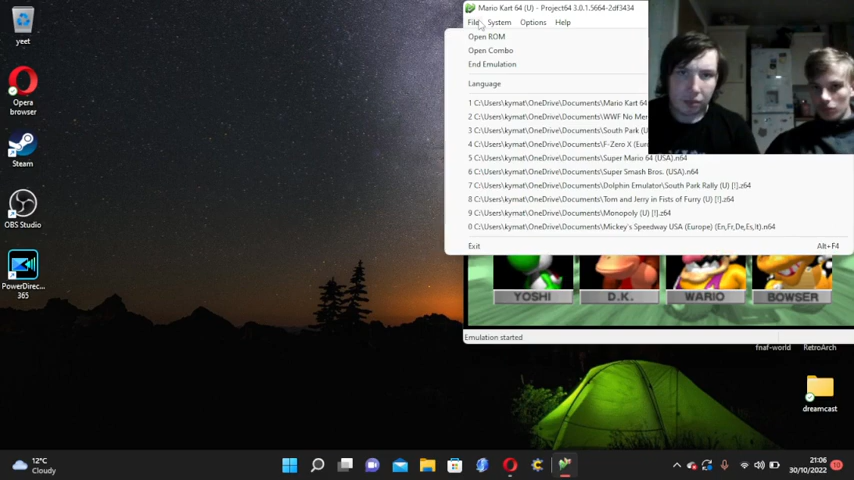 yeet
Opera
browser
Steam
OBS Studio
PowerDirec...
365
Mario Kart 64 (U) - Project64 3.0.1.5664-2df3434
File System Options Help
Open ROM
Open Combo
End Emulation
Language
1 C:\Users\kymat\OneDrive\Documents\Mario Kart 64
2 C:\Users\kymat\OneDrive\Documents\WWF No Mer
3 C:\Users\kymat\OneDrive\Documents\South Park (U
4 C:\Users\kymat\OneDrive\Documents\F-Zero X (Eur
5 C:\Users\kymat\OneDrive\Documents\Super Mario 64 (USA).n64
6 C:\Users\kymat\OneDrive\Documents\Super Smash Bros. (USA).n64
7 C:\Users\kymat\OneDrive\Documents\Dolphin Emulator\South Park Rally (U) [!].z64
8 C:\Users\kymat\OneDrive\Documents\Tom and Jerry in Fists of Furry (U) [!].z64
9 C:\Users\kymat\OneDrive\Documents\Monopoly (U) [!].z64
0 C:\Users\kymat\OneDrive\Documents\Mickey's Speedway USA (Europe) (En,Fr,De,Es,It).n64
Exit Alt+F4
YOSHI D.K. WARIO BOWSER
Emulation started
fnaf-world RetroArch
dreamcast
12°C
Cloudy
21:06
30/10/2022